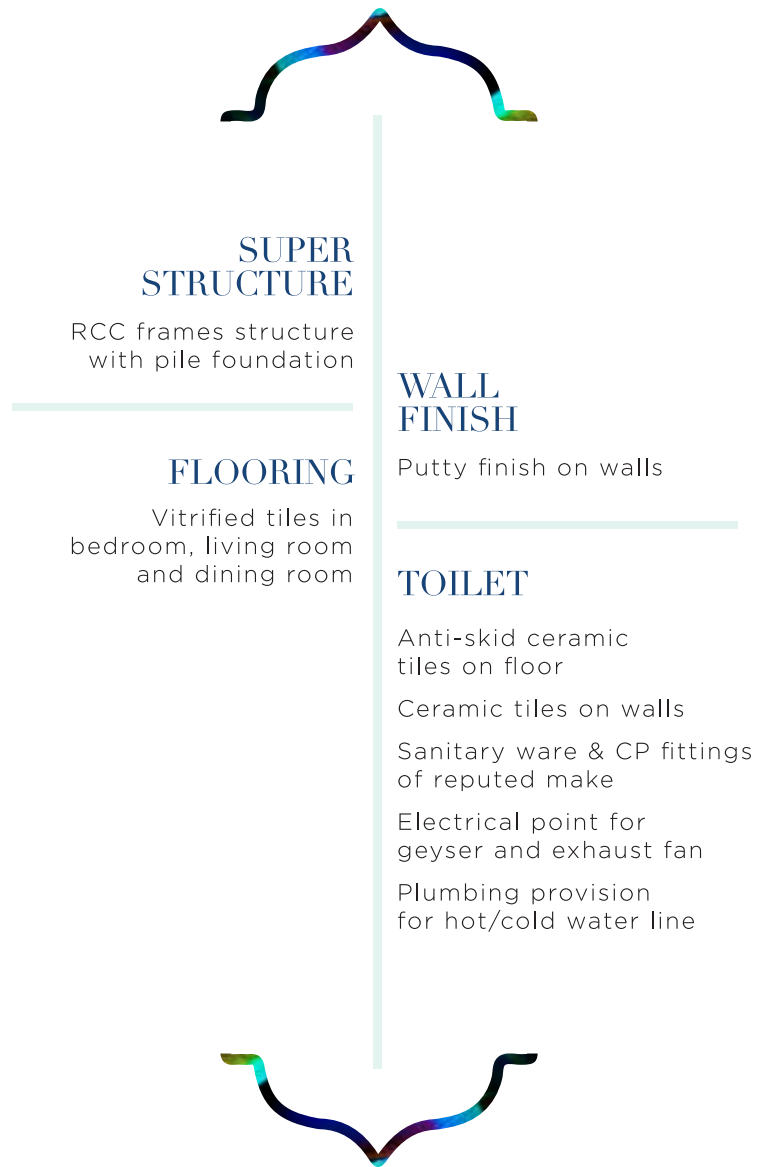 SUPER
STRUCTURE
RCC frames structure
with pile foundation
FLOORING
Vitrified tiles in
bedroom, living room
and dining room
WALL
FINISH
Putty finish on walls
TOILET
Anti-skid ceramic
tiles on floor
Ceramic tiles on walls
Sanitary ware & CP fittings
of reputed make
Electrical point for
geyser and exhaust fan
Plumbing provision
for hot/cold water line